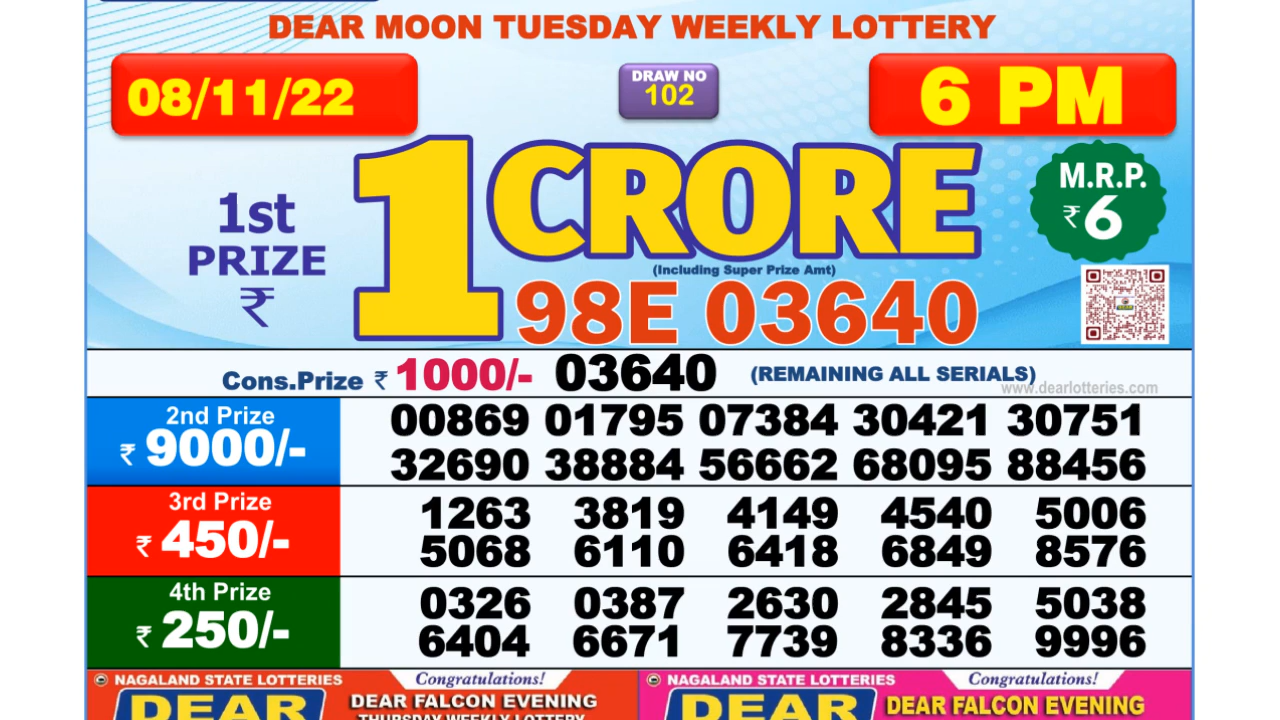 DEAR MOON TUESDAY WEEKLY LOTTERY
08/11/22
DRAW NO
102
6 PM
1st
PRIZE
₹
1 CRORE
(Including Super Prize Amt)
98E 03640
M.R.P.
₹ 6
DEAR
Cons.Prize ₹ 1000/- 03640 (REMAINING ALL SERIALS)
www.dearlotteries.com
2nd Prize
₹ 9000/-
00869 01795 07384 30421 30751
32690 38884 56662 68095 88456
3rd Prize
₹ 450/-
1263 3819 4149 4540 5006
5068 6110 6418 6849 8576
4th Prize
₹ 250/-
0326 0387 2630 2845 5038
6404 6671 7739 8336 9996
NAGALAND STATE LOTTERIES
DEAR
Congratulations!
DEAR FALCON EVENING
THURSDAY WEEKLY LOTTERY
NAGALAND STATE LOTTERIES
DEAR
Congratulations!
DEAR FALCON EVENING